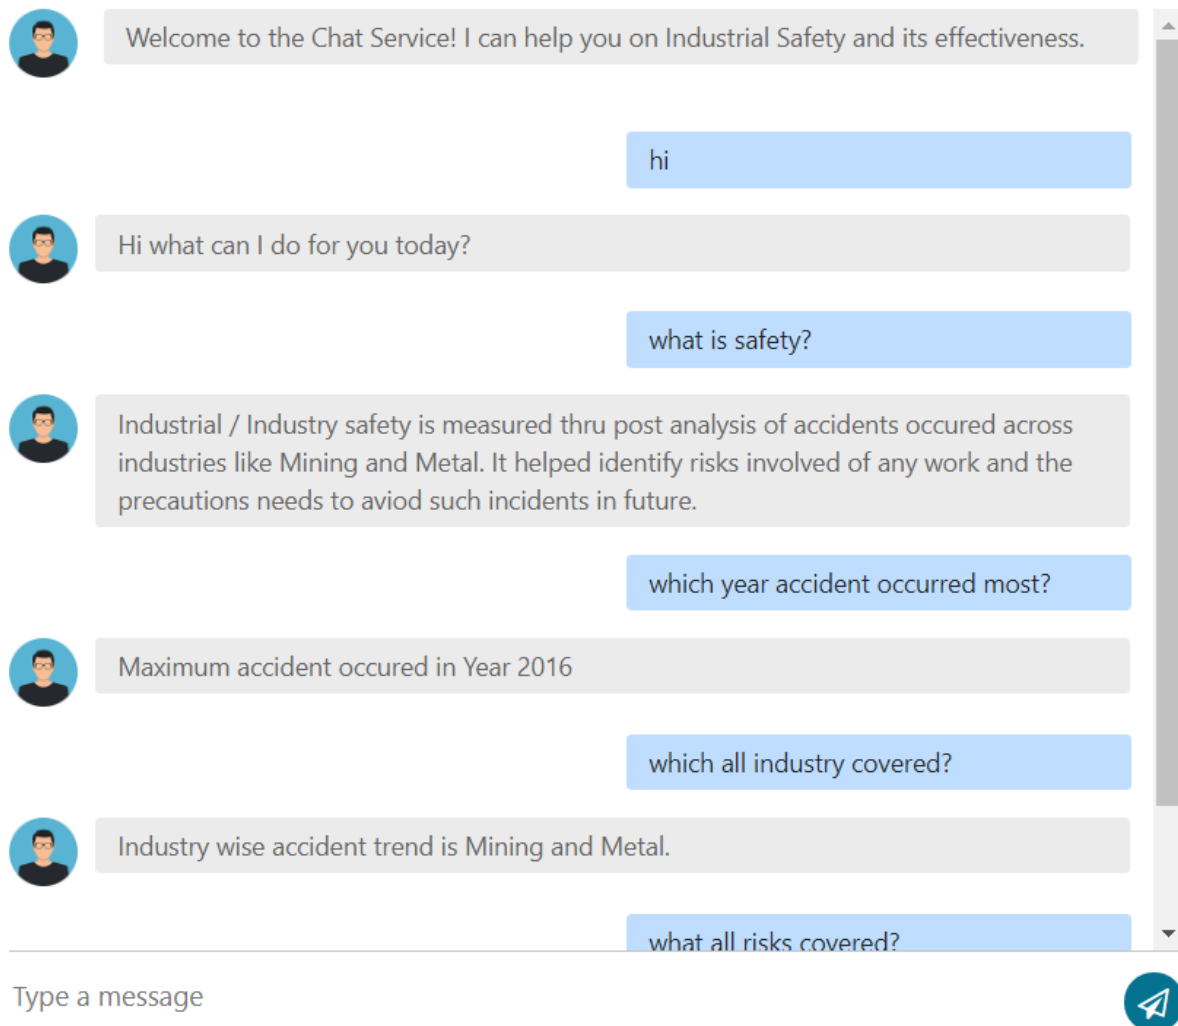 Welcome to the Chat Service! I can help you on Industrial Safety and its effectiveness.
hi
Hi what can I do for you today?
what is safety?
Industrial / Industry safety is measured thru post analysis of accidents occured across
industries like Mining and Metal. It helped identify risks involved of any work and the
precautions needs to aviod such incidents in future.
which year accident occurred most?
Maximum accident occured in Year 2016
which all industry covered?
Industry wise accident trend is Mining and Metal.
what all risks covered?
Type a message